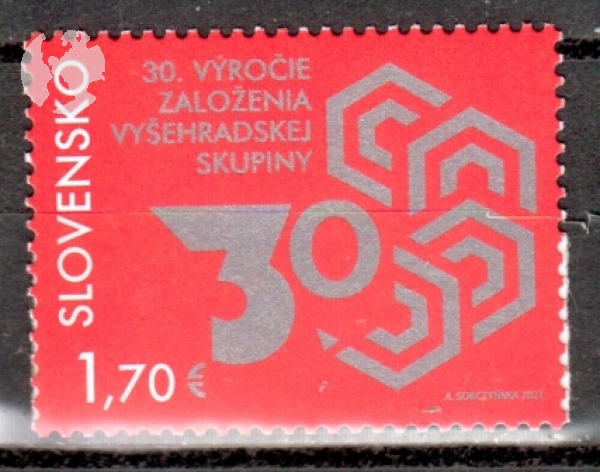 30. VÝROČIE
ZALOŽENIA
VYŠEHRADSKEJ
SKUPINY
SLOVENSKO
30
1,70 €
A. SOBCZYŃSKA 2021